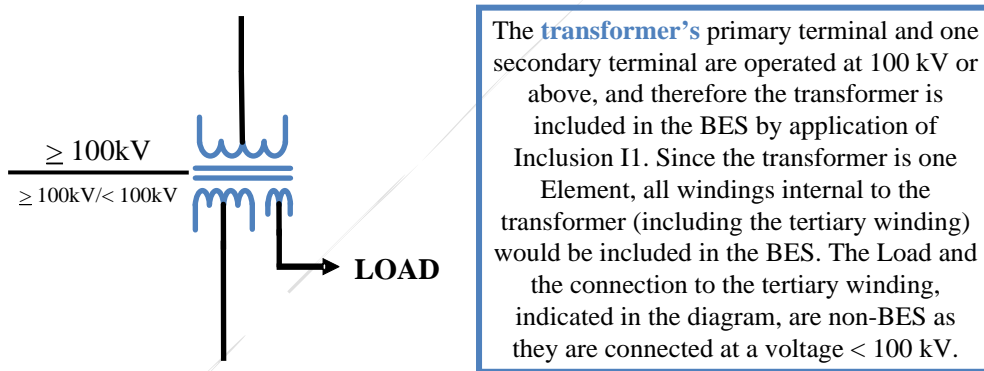 ≥ 100kV
≥ 100kV/< 100kV
LOAD
The transformer's primary terminal and one
secondary terminal are operated at 100 kV or
above, and therefore the transformer is
included in the BES by application of
Inclusion I1. Since the transformer is one
Element, all windings internal to the
transformer (including the tertiary winding)
would be included in the BES. The Load and
the connection to the tertiary winding,
indicated in the diagram, are non-BES as
they are connected at a voltage < 100 kV.